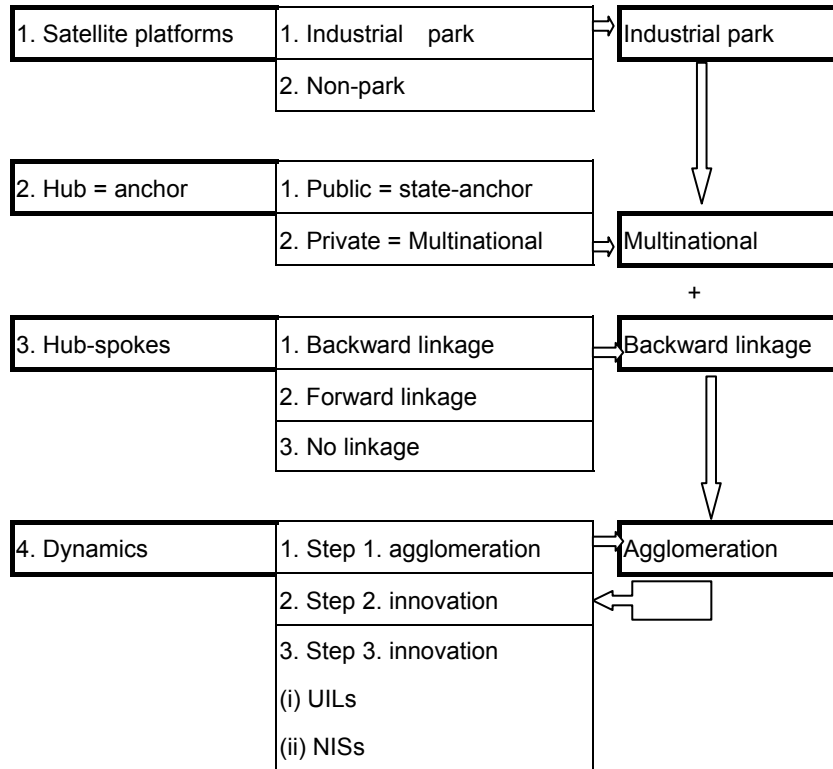 1. Satellite platforms
1. Industrial park
Industrial park
2. Non-park
2. Hub = anchor
1. Public = state-anchor
2. Private = Multinational
Multinational
+
3. Hub-spokes
1. Backward linkage
Backward linkage
2. Forward linkage
3. No linkage
4. Dynamics
1. Step 1. agglomeration
Agglomeration
2. Step 2. innovation
3. Step 3. innovation
(i) UILs
(ii) NISs